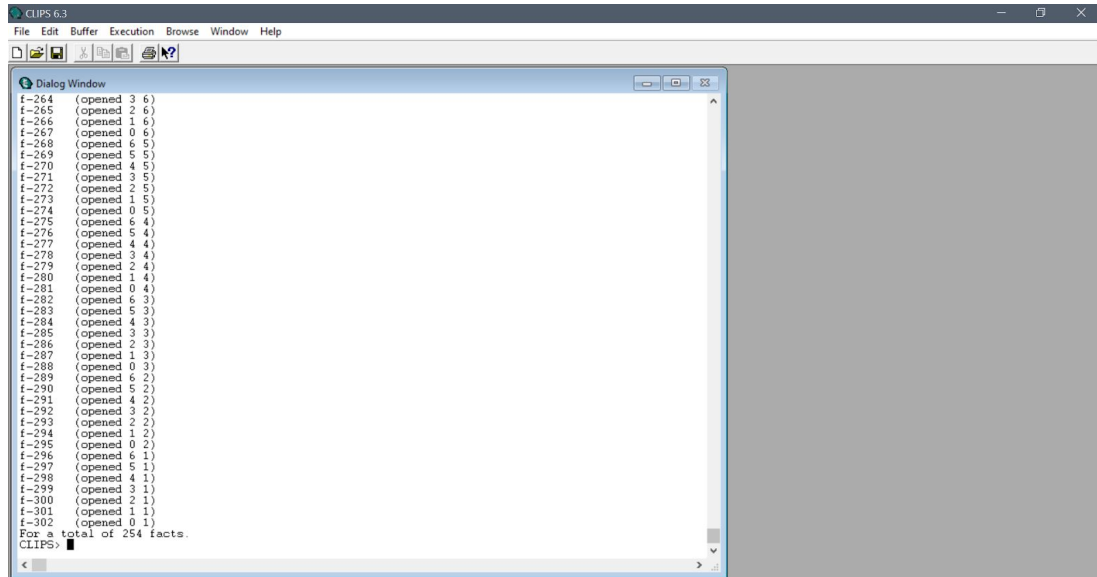 CLIPS 6.3
File Edit Buffer Execution Browse Window Help
Dialog Window
f-264 (opened 3 6)
f-265 (opened 2 6)
f-266 (opened 1 6)
f-267 (opened 0 6)
f-268 (opened 6 5)
f-269 (opened 5 5)
f-270 (opened 4 5)
f-271 (opened 3 5)
f-272 (opened 2 5)
f-273 (opened 1 5)
f-274 (opened 0 5)
f-275 (opened 6 4)
f-276 (opened 5 4)
f-277 (opened 4 4)
f-278 (opened 3 4)
f-279 (opened 2 4)
f-280 (opened 1 4)
f-281 (opened 0 4)
f-282 (opened 6 3)
f-283 (opened 5 3)
f-284 (opened 4 3)
f-285 (opened 3 3)
f-286 (opened 2 3)
f-287 (opened 1 3)
f-288 (opened 0 3)
f-289 (opened 6 2)
f-290 (opened 5 2)
f-291 (opened 4 2)
f-292 (opened 3 2)
f-293 (opened 2 2)
f-294 (opened 1 2)
f-295 (opened 0 2)
f-296 (opened 6 1)
f-297 (opened 5 1)
f-298 (opened 4 1)
f-299 (opened 3 1)
f-300 (opened 2 1)
f-301 (opened 1 1)
f-302 (opened 0 1)
For a total of 254 facts.
CLIPS>